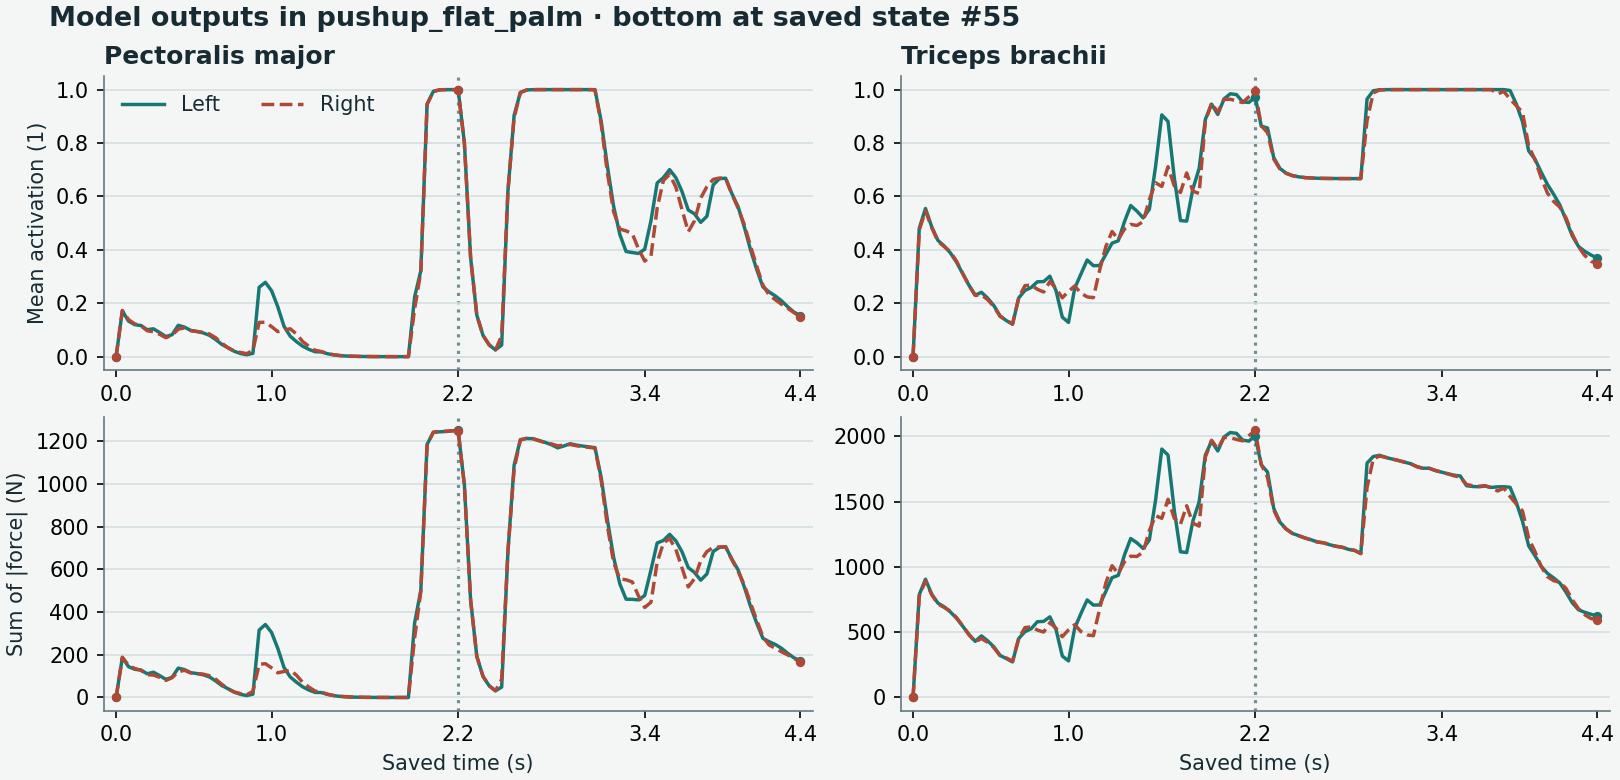 Model outputs in pushup_flat_palm · bottom at saved state #55
Pectoralis major
Triceps brachii
Left
Right
Mean activation (1)
1.0
0.8
0.6
0.4
0.2
0.0
0.0 1.0 2.2 3.4 4.4
1.0
0.8
0.6
0.4
0.2
0.0
0.0 1.0 2.2 3.4 4.4
Sum of |force| (N)
1200
1000
800
600
400
200
0
0.0 1.0 2.2 3.4 4.4
Saved time (s)
2000
1500
1000
500
0
0.0 1.0 2.2 3.4 4.4
Saved time (s)